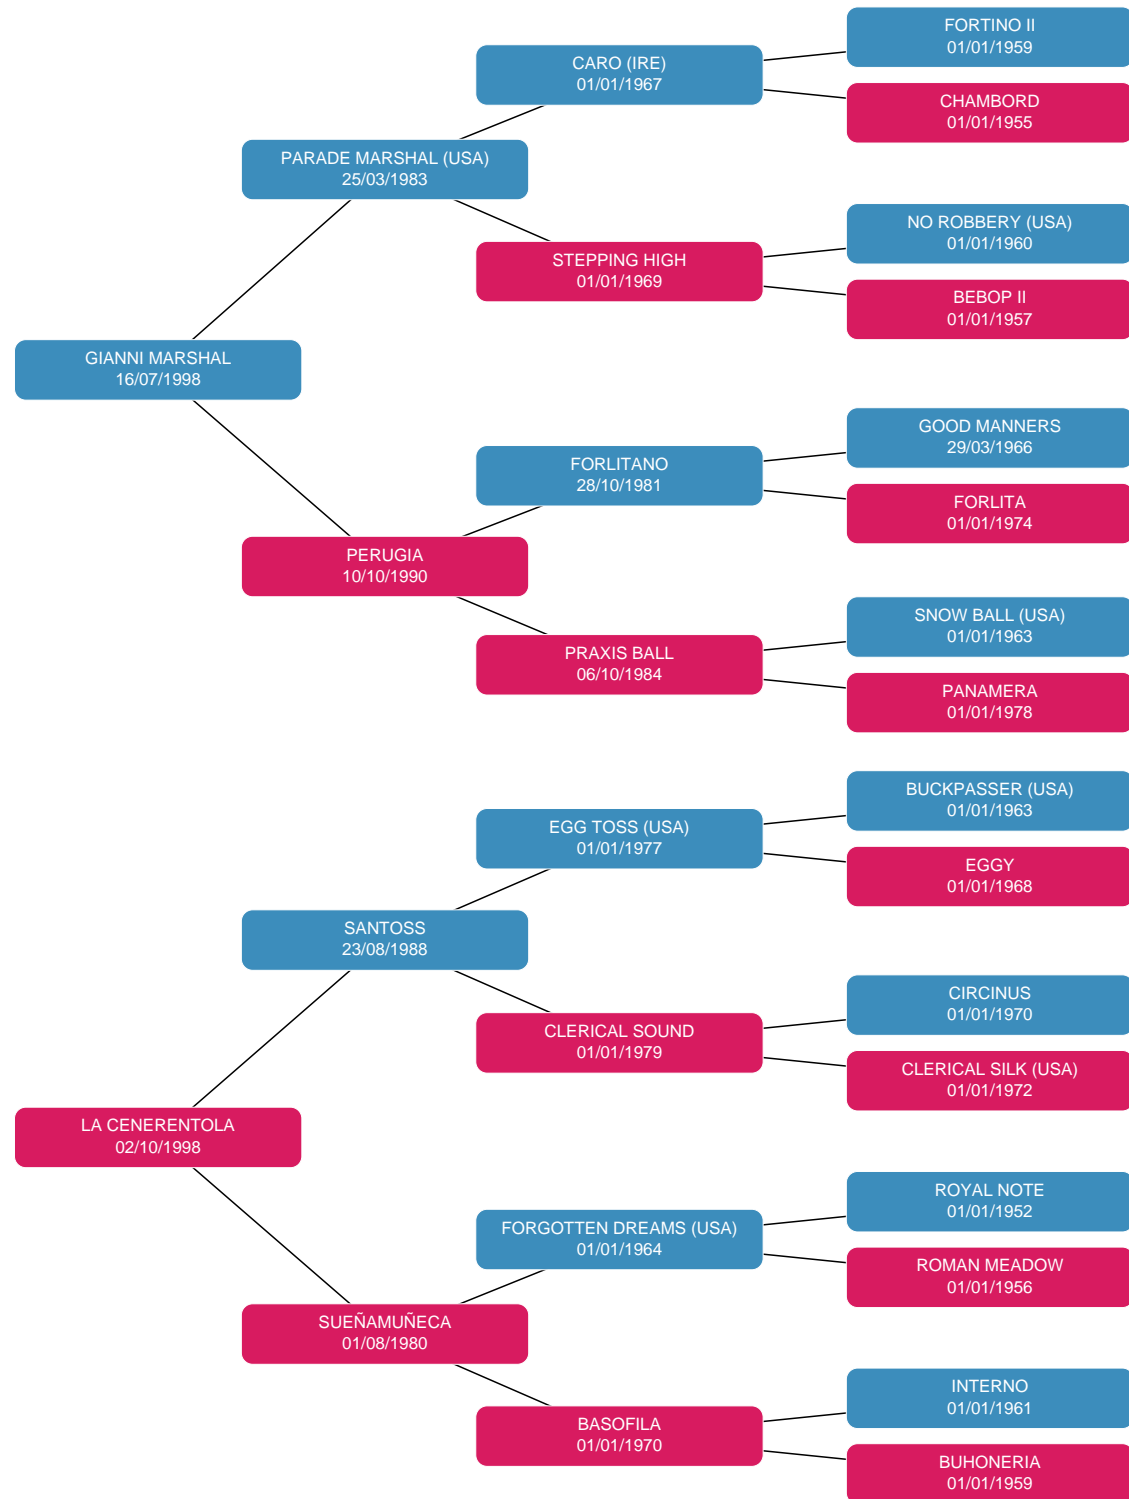 FORTINO II
01/01/1959
CARO (IRE)
01/01/1967
CHAMBORD
01/01/1955
PARADE MARSHAL (USA)
25/03/1983
NO ROBBERY (USA)
01/01/1960
STEPPING HIGH
01/01/1969
BEBOP II
01/01/1957
GIANNI MARSHAL
16/07/1998
GOOD MANNERS
29/03/1966
FORLITANO
28/10/1981
FORLITA
01/01/1974
PERUGIA
10/10/1990
SNOW BALL (USA)
01/01/1963
PRAXIS BALL
06/10/1984
PANAMERA
01/01/1978
BUCKPASSER (USA)
01/01/1963
EGG TOSS (USA)
01/01/1977
EGGY
01/01/1968
SANTOSS
23/08/1988
CIRCINUS
01/01/1970
CLERICAL SOUND
01/01/1979
CLERICAL SILK (USA)
01/01/1972
LA CENERENTOLA
02/10/1998
ROYAL NOTE
01/01/1952
FORGOTTEN DREAMS (USA)
01/01/1964
ROMAN MEADOW
01/01/1956
SUEÑAMUÑECA
01/08/1980
INTERNO
01/01/1961
BASOFILA
01/01/1970
BUHONERIA
01/01/1959